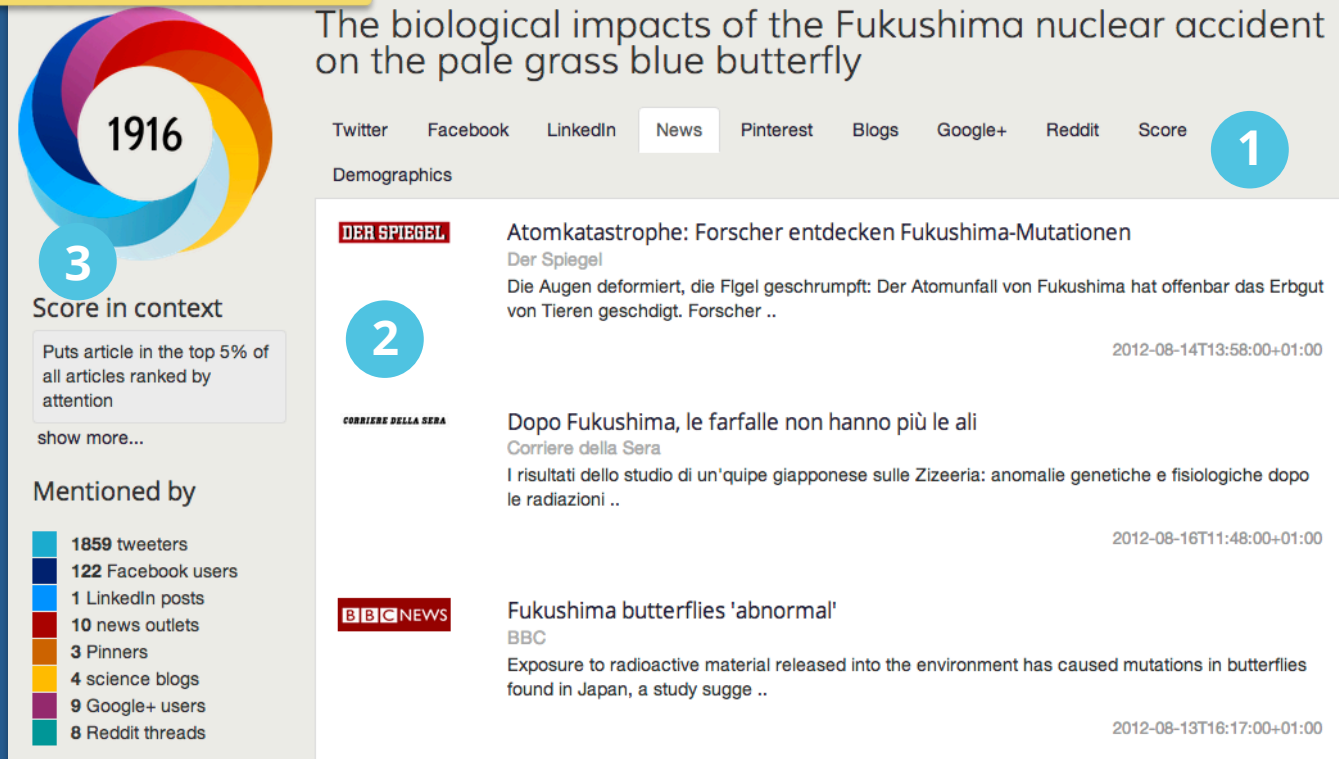 The biological impacts of the Fukushima nuclear accident
on the pale grass blue butterfly
1916
Twitter Facebook LinkedIn News Pinterest Blogs Google+ Reddit Score
1
Demographics
3
Score in context
Puts article in the top 5% of
all articles ranked by
attention
show more...
Mentioned by
1859 tweeters
122 Facebook users
1 LinkedIn posts
10 news outlets
3 Pinners
4 science blogs
9 Google+ users
8 Reddit threads
DER SPIEGEL
Atomkatastrophe: Forscher entdecken Fukushima-Mutationen
Der Spiegel
Die Augen deformiert, die Flgel geschrumpft: Der Atomunfall von Fukushima hat offenbar das Erbgut
von Tieren geschdigt. Forscher ..
2
2012-08-14T13:58:00+01:00
CORRIERE DELLA SERA
Dopo Fukushima, le farfalle non hanno più le ali
Corriere della Sera
I risultati dello studio di un'quipe giapponese sulle Zizeeria: anomalie genetiche e fisiologiche dopo
le radiazioni ..
2012-08-16T11:48:00+01:00
BBC NEWS
Fukushima butterflies 'abnormal'
BBC
Exposure to radioactive material released into the environment has caused mutations in butterflies
found in Japan, a study sugge ..
2012-08-13T16:17:00+01:00